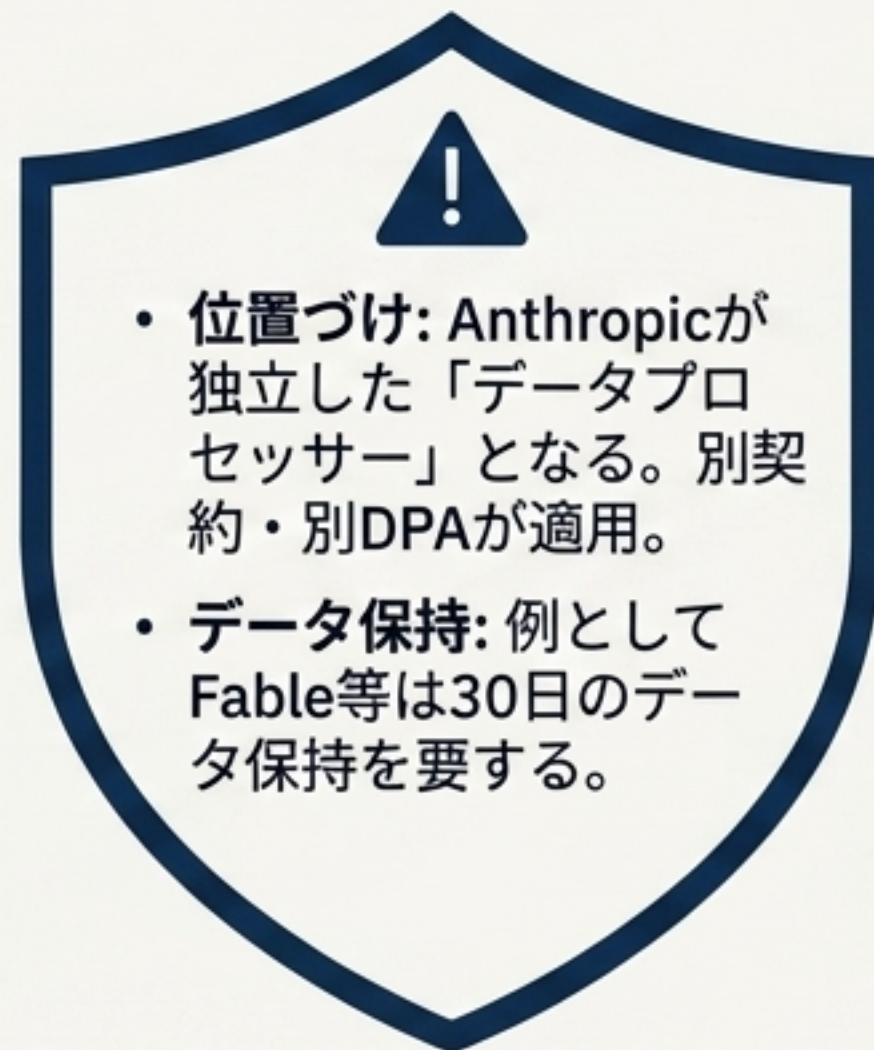 • 位置づけ: Anthropicが
独立した「データプロ
セッサー」となる。別契
約・別DPAが適用。
• データ保持: 例として
Fable等は30日のデー
タ保持を要する。